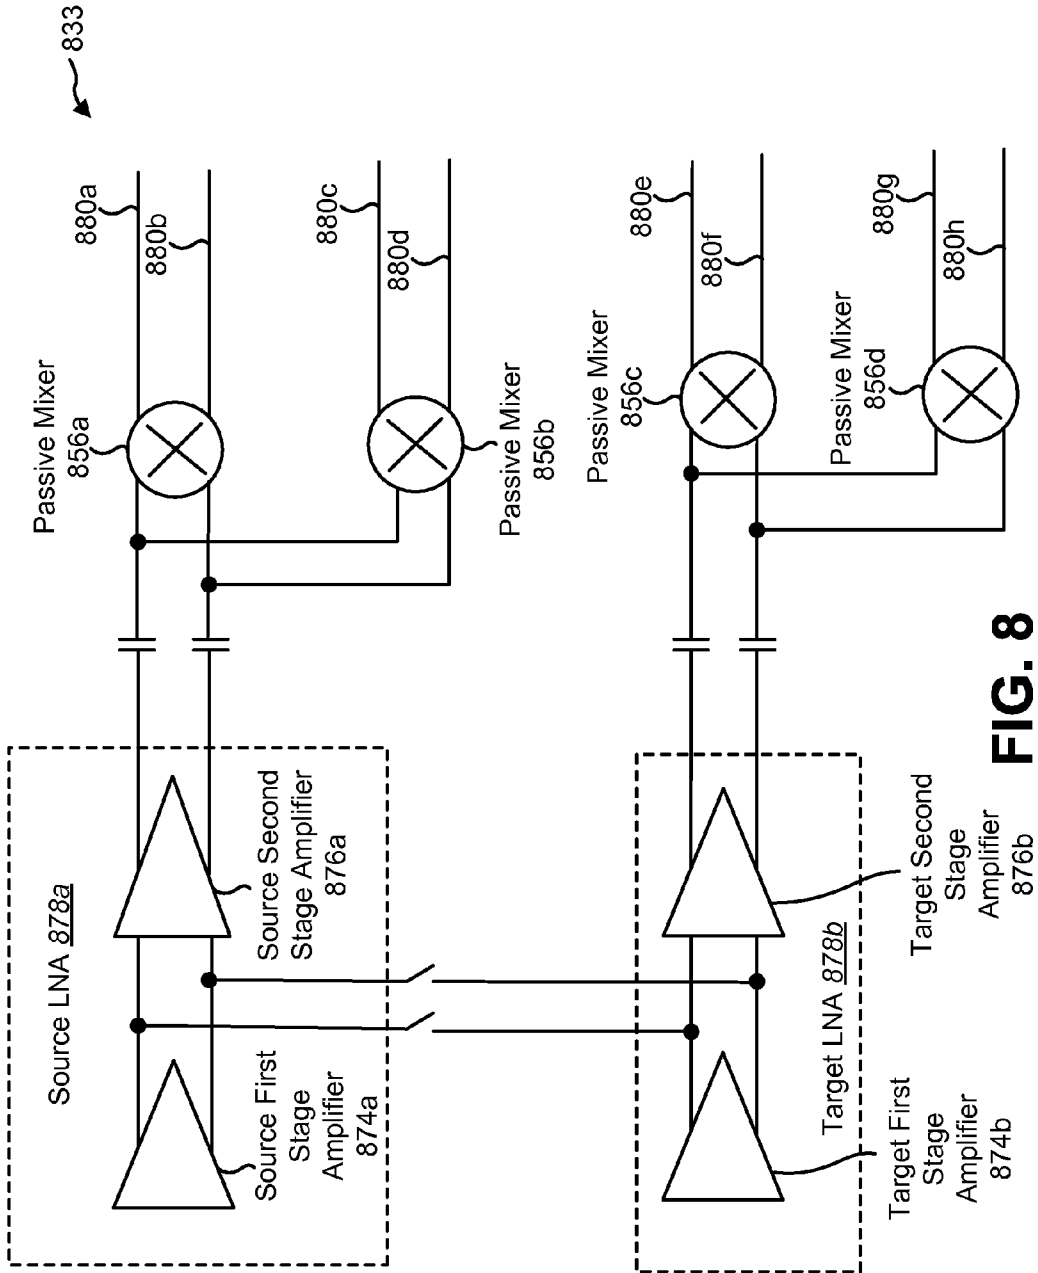 833
880a
880b
880c
880d
880e
880f
880g
880h
Passive Mixer
856a
Passive Mixer
856b
Passive Mixer
856c
Passive Mixer
856d
Source LNA 878a
Source First
Stage
Amplifier
874a
Source Second
Stage Amplifier
876a
Target LNA 878b
Target First
Stage
Amplifier
874b
Target Second
Stage
Amplifier
876b
FIG. 8